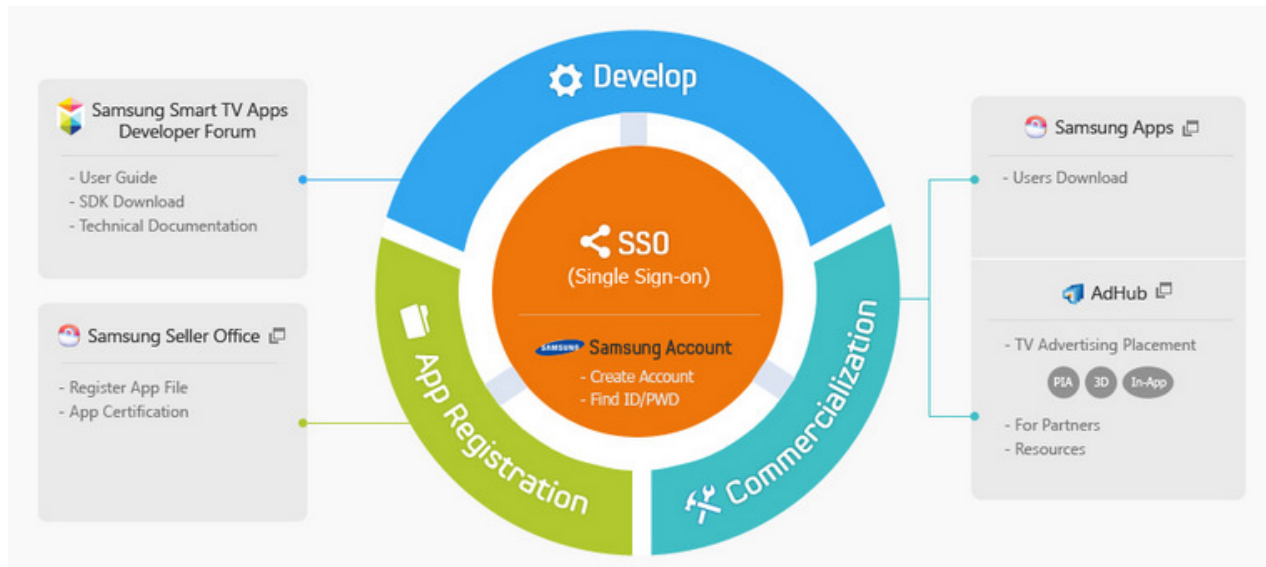 Develop
Samsung Smart TV Apps
Developer Forum
- User Guide
- SDK Download
- Technical Documentation
Samsung Seller Office
- Register App File
- App Certification
App Registration
SSO
(Single Sign-on)
SAMSUNG Samsung Account
- Create Account
- Find ID/PWD
Commercialization
Samsung Apps
- Users Download
AdHub
- TV Advertising Placement
PIA 3D In-App
- For Partners
- Resources